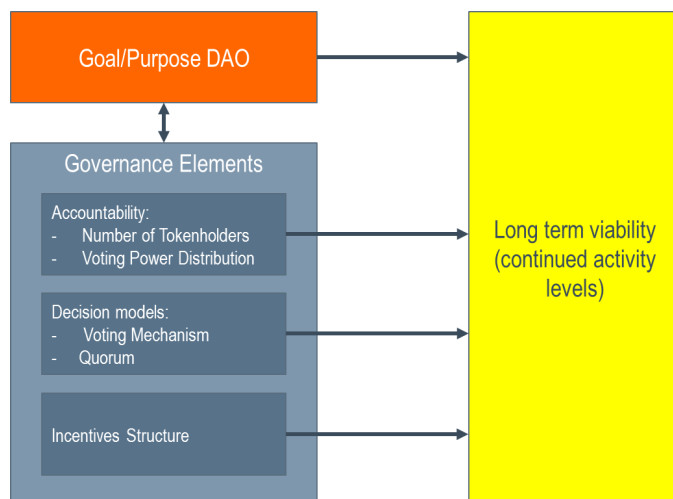 Goal/Purpose DAO
Governance Elements
Accountability:
- Number of Tokenholders
- Voting Power Distribution
Decision models:
- Voting Mechanism
- Quorum
Incentives Structure
Long term viability
(continued activity
levels)